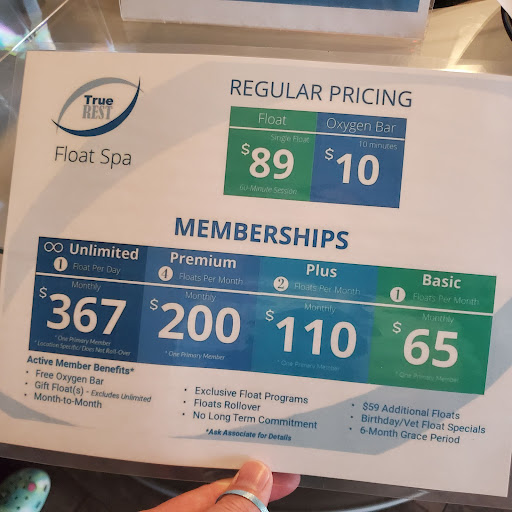 True
REST
Float Spa
REGULAR PRICING
Float
Single Float
$89
60-Minute Session
Oxygen Bar
10 minutes
$10
MEMBERSHIPS
∞ Unlimited
1 Float Per Day
Monthly
$367
* One Primary Member
* Location Specific/Does Not Roll-Over
Premium
4 Floats Per Month
Monthly
$200
* One Primary Member
Plus
2 Floats Per Month
Monthly
$110
* One Primary Member
Basic
1 Floats Per Month
Monthly
$65
* One Primary Member
Active Member Benefits*
• Free Oxygen Bar
• Gift Float(s) - Excludes Unlimited
• Month-to-Month
• Exclusive Float Programs
• Floats Rollover
• No Long Term Commitment
• $59 Additional Floats
• Birthday/Vet Float Specials
• 6-Month Grace Period
*Ask Associate for Details